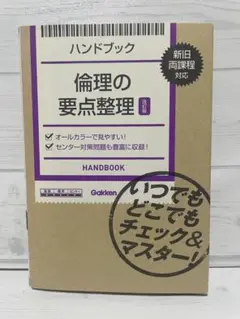 ハンドブック
新旧
両課程
対応
倫理の
要点整理
改訂版
オールカラーで見やすい!
センター対策問題も豊富に収録!
HANDBOOK
Gakken
いつでも
どこでも
チェック&
マスター!